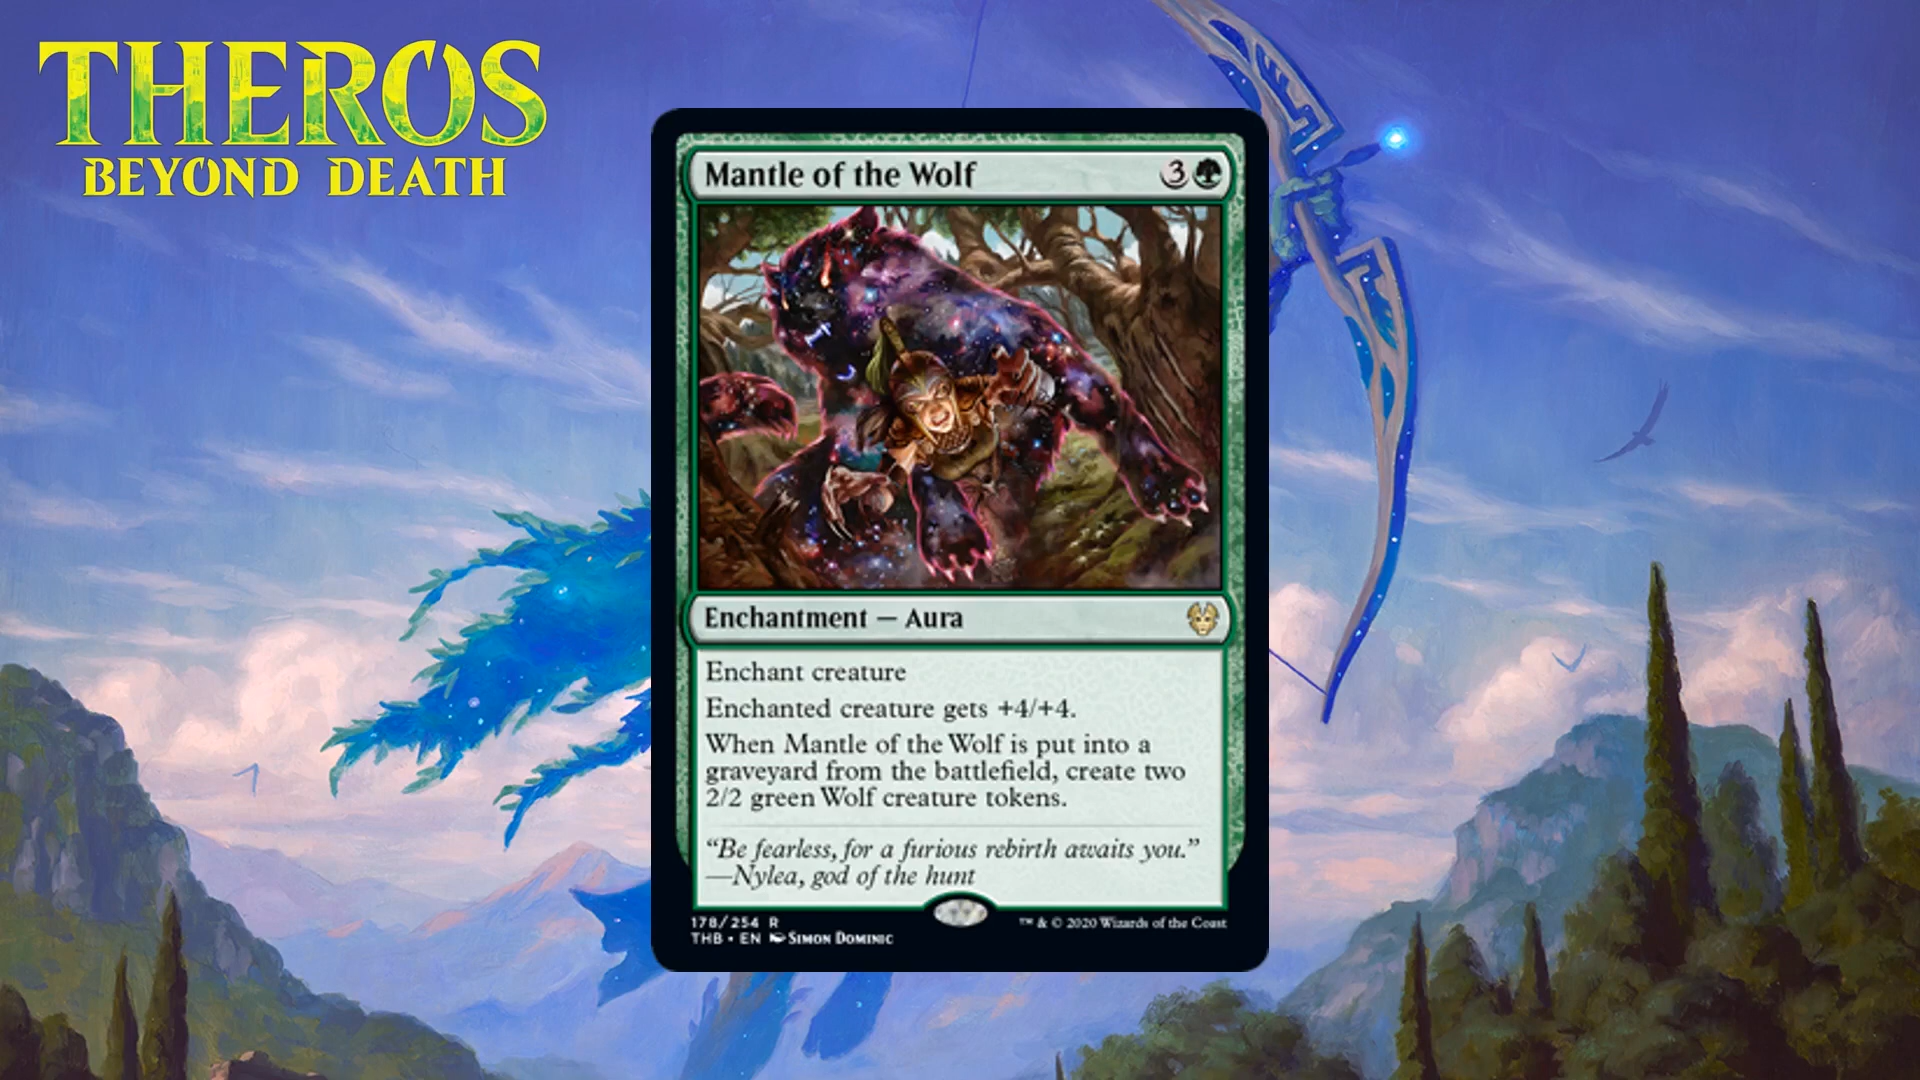 THEROS
BEYOND DEATH
Mantle of the Wolf
3
Enchantment — Aura
Enchant creature
Enchanted creature gets +4/+4.
When Mantle of the Wolf is put into a
graveyard from the battlefield, create two
2/2 green Wolf creature tokens.
“Be fearless, for a furious rebirth awaits you.”
—Nylea, god of the hunt
178/254 R
™ & © 2020 Wizards of the Coast
THB • EN SIMON DOMINIC